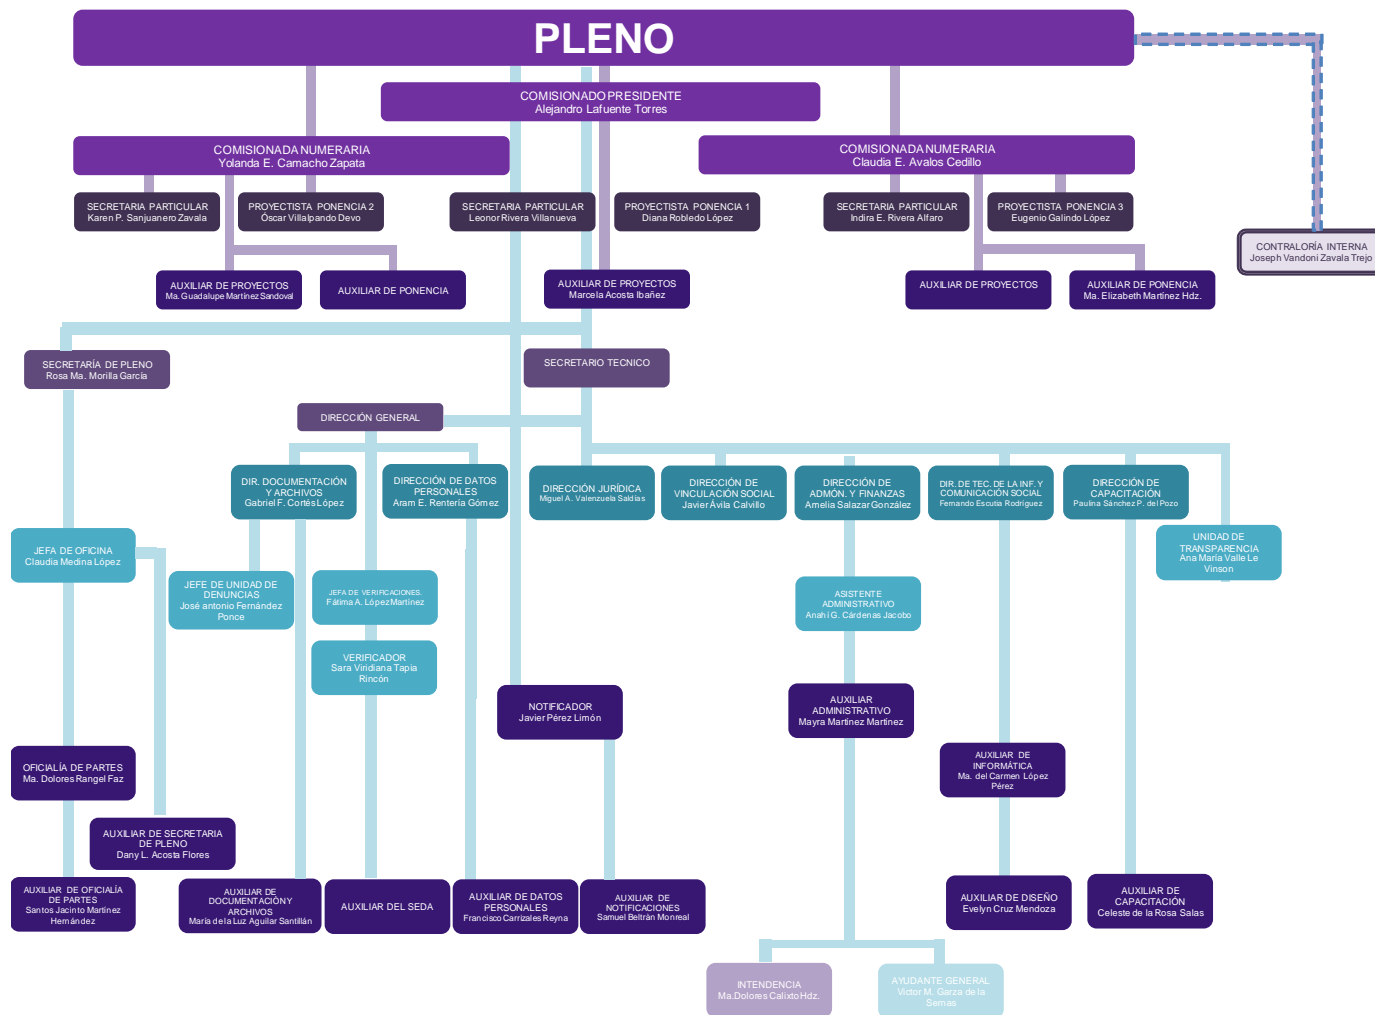 PLENO
COMISIONADO PRESIDENTE
Alejandro Lafuente Torres
COMISIONADA NUMERARIA
Yolanda E. Camacho Zapata
COMISIONADA NUMERARIA
Claudia E. Avalos Cedillo
SECRETARIA PARTICULAR
Karen P. Sanjuanero Zavala
PROYECTISTA PONENCIA 2
Óscar Villalpando Devo
SECRETARIA PARTICULAR
Leonor Rivera Villanueva
PROYECTISTA PONENCIA 1
Diana Robledo López
SECRETARIA PARTICULAR
Indira E. Rivera Alfaro
PROYECTISTA PONENCIA 3
Eugenio Galindo López
CONTRALORÍA INTERNA
Joseph Vandoni Zavala Trejo
AUXILIAR DE PROYECTOS
Ma. Guadalupe Martínez Sandoval
AUXILIAR DE PONENCIA
AUXILIAR DE PROYECTOS
Marcela Acosta Ibañez
AUXILIAR DE PROYECTOS
AUXILIAR DE PONENCIA
Ma. Elizabeth Martínez Hdz.
SECRETARÍA DE PLENO
Rosa Ma. Morilla García
SECRETARIO TECNICO
DIRECCIÓN GENERAL
DIR. DOCUMENTACIÓN
Y ARCHIVOS
Gabriel F. Cortés López
DIRECCIÓN DE DATOS
PERSONALES
Aram E. Rentería Gómez
DIRECCIÓN JURÍDICA
Miguel A. Valenzuela Saldías
DIRECCIÓN DE
VINCULACIÓN SOCIAL
Javier Ávila Calvillo
DIRECCIÓN DE
ADMÓN. Y FINANZAS
Amelia Salazar González
DIR. DE TEC. DE LA INF. Y
COMUNICACIÓN SOCIAL
Fernando Escutia Rodríguez
DIRECCIÓN DE
CAPACITACIÓN
Paulina Sánchez P. del Pozo
UNIDAD DE
TRANSPARENCIA
Ana María Valle Le
Vinson
JEFA DE OFICINA
Claudia Medina López
JEFE DE UNIDAD DE
DENUNCIAS
José antonio Fernández
Ponce
JEFA DE VERIFICACIONES.
Fátima A. López Martínez
ASISTENTE
ADMINISTRATIVO
Anahi G. Cárdenas Jacobo
VERIFICADOR
Sara Viridiana Tapia
Rincón
NOTIFICADOR
Javier Pérez Limón
AUXILIAR
ADMINISTRATIVO
Mayra Martínez Martínez
OFICIALÍA DE PARTES
Ma. Dolores Rangel Faz
AUXILIAR DE
INFORMÁTICA
Ma. del Carmen López
Pérez
AUXILIAR DE SECRETARIA
DE PLENO
Dany L. Acosta Flores
AUXILIAR DE OFICIALÍA
DE PARTES
Santos Jacinto Martínez
Hernández
AUXILIAR DE
DOCUMENTACIÓN Y
ARCHIVOS
María de la Luz Aguilar Santillán
AUXILIAR DEL SEDA
AUXILIAR DE DATOS
PERSONALES
Francisco Carrizales Reyna
AUXILIAR DE
NOTIFICACIONES
Samuel Beltrán Monreal
AUXILIAR DE DISEÑO
Evelyn Cruz Mendoza
AUXILIAR DE
CAPACITACIÓN
Celeste de la Rosa Salas
INTENDENCIA
Ma.Dolores Calixto Hdz.
AYUDANTE GENERAL
Víctor M. Garza de la
Sernas